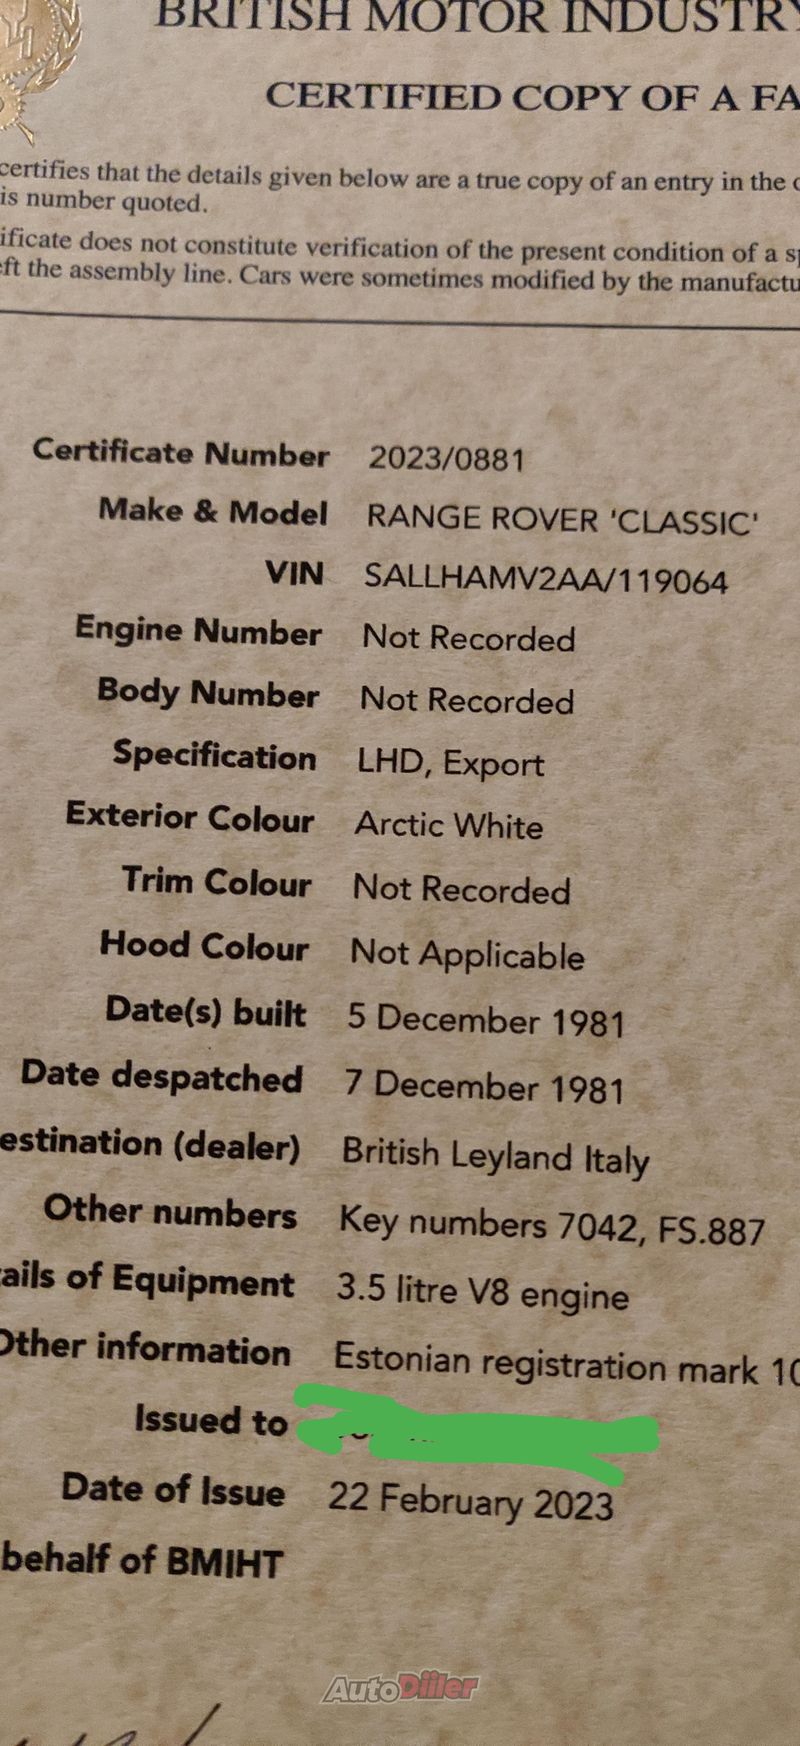 BRITISH MOTOR INDUSTRY
CERTIFIED COPY OF A FA
certifies that the details given below are a true copy of an entry in the
is number quoted.
ificate does not constitute verification of the present condition of a
eft the assembly line. Cars were sometimes modified by the manufactu
Certificate Number 2023/0881
Make & Model RANGE ROVER 'CLASSIC'
VIN SALLHAMV2AA/119064
Engine Number Not Recorded
Body Number Not Recorded
Specification LHD, Export
Exterior Colour Arctic White
Trim Colour Not Recorded
Hood Colour Not Applicable
Date(s) built 5 December 1981
Date despatched 7 December 1981
estination (dealer) British Leyland Italy
Other numbers Key numbers 7042, FS.887
ails of Equipment 3.5 litre V8 engine
Other information Estonian registration mark 10
Issued to
Date of Issue 22 February 2023
behalf of BMIHT
AutoDiiler